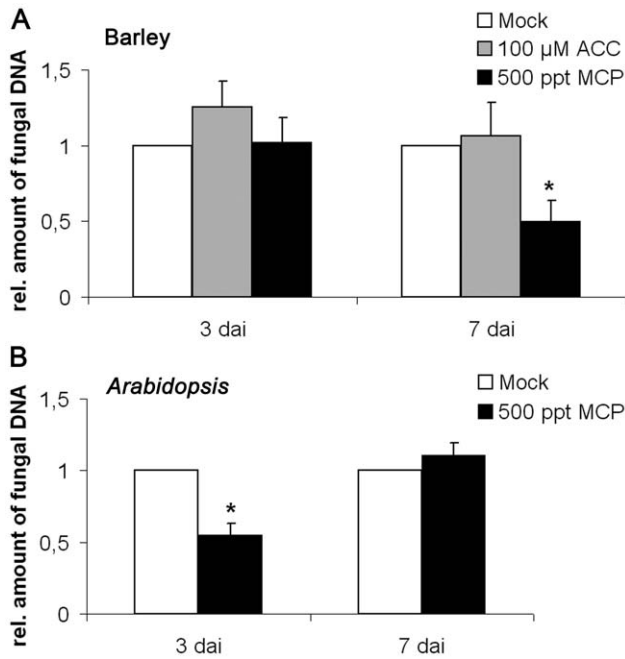 A
Barley
Mock
100 µM ACC
500 ppt MCP
rel. amount of fungal DNA
1,5
1
0,5
0
*
3 dai
7 dai
B
Arabidopsis
Mock
500 ppt MCP
rel. amount of fungal DNA
1,5
1
0,5
0
*
3 dai
7 dai